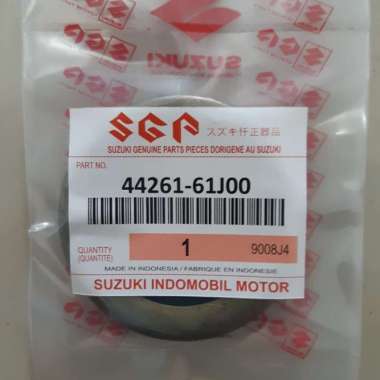 SGP
SUZUKI
SGP スズキ純正部品
SUZUKI GENUINE PARTS PIECES DORIGENE AU SUZUKI
PART NO.
44261-61J00
QUANTITY
(QUANTITE)
1
9008J4
MADE IN INDONESIA / FABRIQUE EN INDONESIE
SUZUKI INDOMOBIL MOTOR